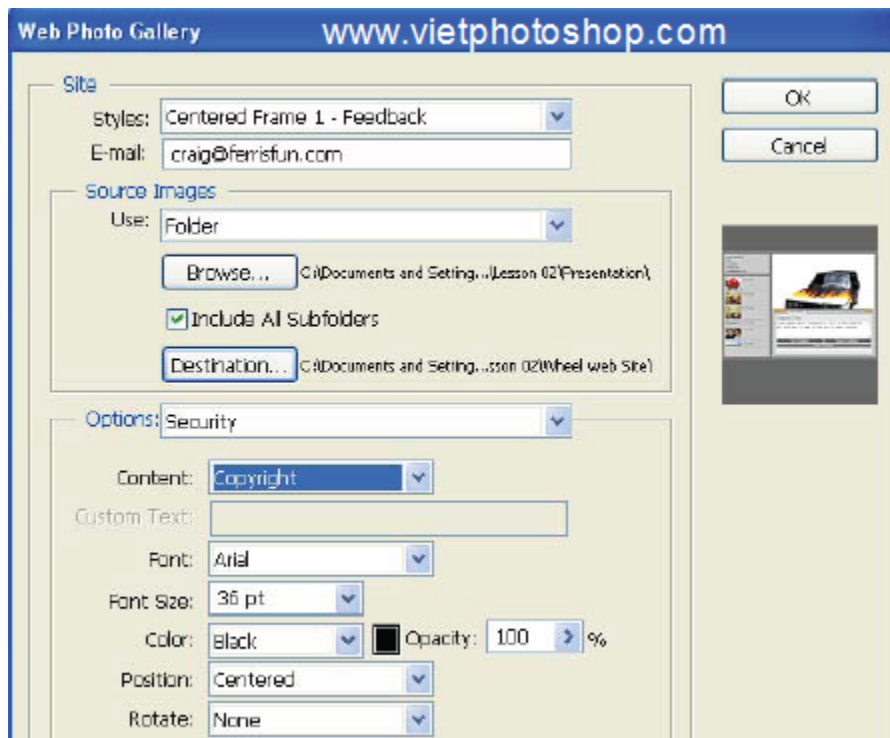 Web Photo Gallery www.vietphotoshop.com
Site
Styles: Centered Frame 1 - Feedback
E-mail: craig@ferrisfun.com
OK
Cancel
Source Images
Use: Folder
Browse... C:\Documents and Setting...\Lesson 02\Presentation\
Include All Subfolders
Destination... C:\Documents and Setting...sson 02\Wheel web Site\
Options: Security
Content: Copyright
Custom Text:
Font: Arial
Font Size: 36 pt
Color: Black Opacity: 100 %
Position: Centered
Rotate: None